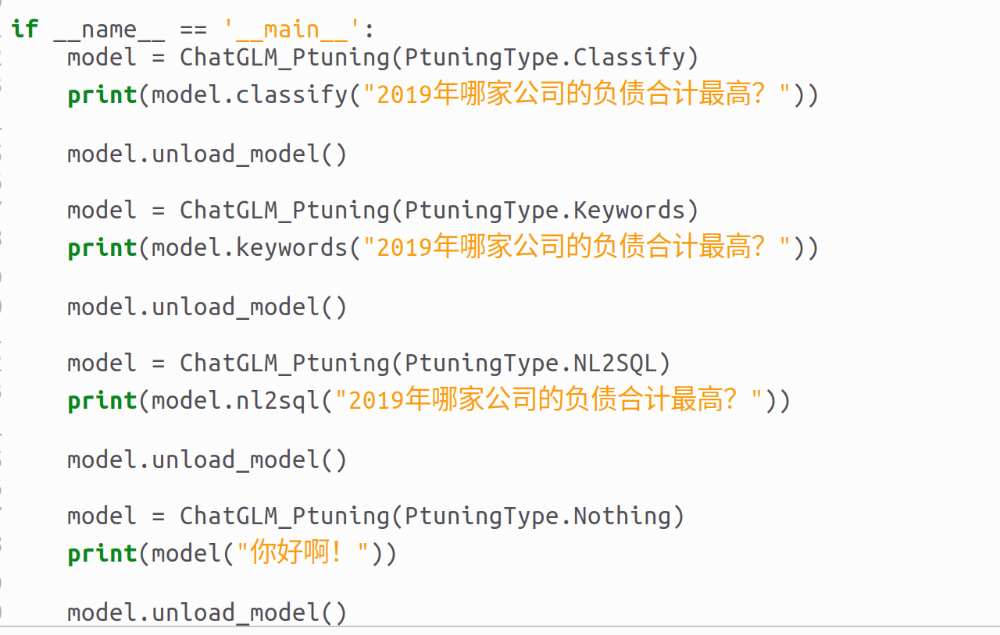 if __name__ == '__main__':
model = ChatGLM_Ptuning(PtuningType.Classify)
print(model.classify("2019年哪家公司的负债合计最高？"))
model.unload_model()
model = ChatGLM_Ptuning(PtuningType.Keywords)
print(model.keywords("2019年哪家公司的负债合计最高？"))
model.unload_model()
model = ChatGLM_Ptuning(PtuningType.NL2SQL)
print(model.nl2sql("2019年哪家公司的负债合计最高？"))
model.unload_model()
model = ChatGLM_Ptuning(PtuningType.Nothing)
print(model("你好啊！"))
model.unload_model()